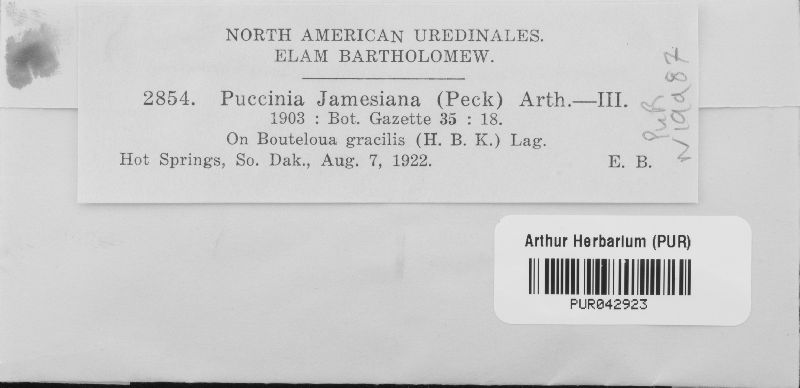 NORTH AMERICAN UREDINALES.
ELAM BARTHOLOMEW.
2854. Puccinia Jamesiana (Peck) Arth.—III.
1903 : Bot. Gazette 35 : 18.
On Bouteloua gracilis (H. B. K.) Lag.
Hot Springs, So. Dak., Aug. 7, 1922. E. B.
Arthur Herbarium (PUR)
PUR042923